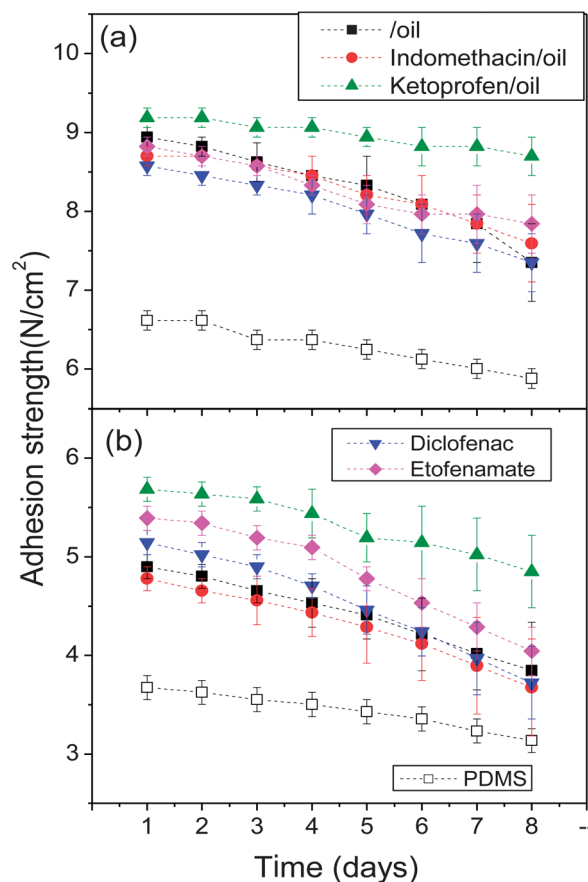 (a)
/oil
Indomethacin/oil
Ketoprofen/oil
10
9
8
7
6
Adhesion strength(N/cm²)
(b)
Diclofenac
Etofenamate
6
5
4
3
PDMS
1 2 3 4 5 6 7 8 --
Time (days)